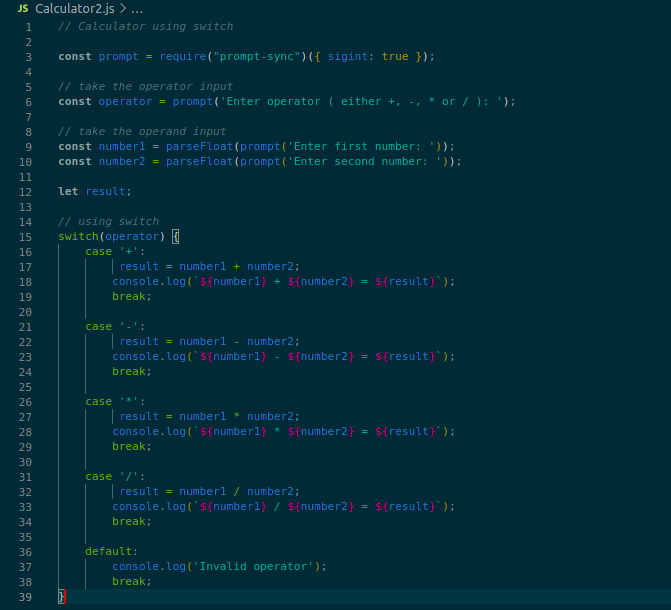 JS Calculator2.js > ...
1 // Calculator using switch
2
3 const prompt = require("prompt-sync")({ sigint: true });
4
5 // take the operator input
6 const operator = prompt('Enter operator ( either +, -, * or / ): ');
7
8 // take the operand input
9 const number1 = parseFloat(prompt('Enter first number: '));
10 const number2 = parseFloat(prompt('Enter second number: '));
11
12 let result;
13
14 // using switch
15 switch(operator) {
16     case '+':
17          result = number1 + number2;
18         console.log(`${number1} + ${number2} = ${result}`);
19         break;
20
21     case '-':
22          result = number1 - number2;
23         console.log(`${number1} - ${number2} = ${result}`);
24         break;
25
26     case '*':
27          result = number1 * number2;
28         console.log(`${number1} * ${number2} = ${result}`);
29         break;
30
31     case '/':
32          result = number1 / number2;
33         console.log(`${number1} / ${number2} = ${result}`);
34         break;
35
36     default:
37         console.log('Invalid operator');
38         break;
39 }